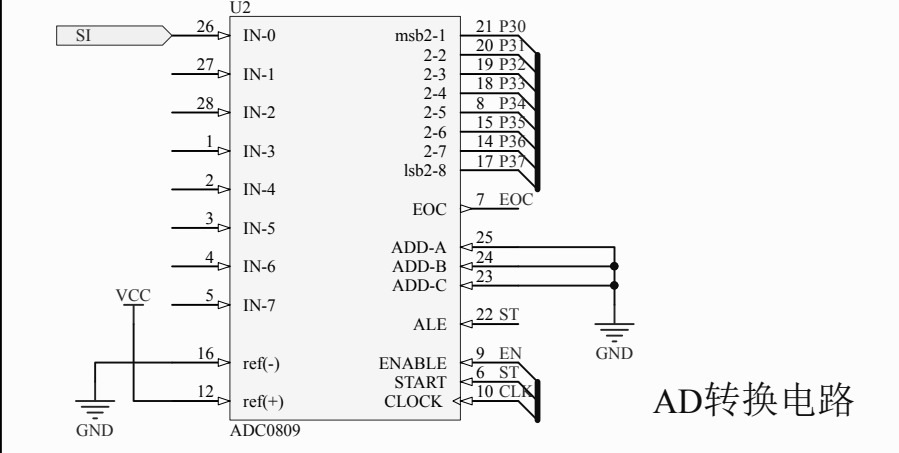 U2
SI 26 IN-0 msb2-1 21 P30
2-2 20 P31
27 IN-1 2-3 19 P32
2-4 18 P33
28 IN-2 2-5 8 P34
2-6 15 P35
1 IN-3 2-7 14 P36
lsb2-8 17 P37
2 IN-4
EOC 7 EOC
3 IN-5
ADD-A 25
4 IN-6 ADD-B 24
ADD-C 23
VCC 5 IN-7
ALE 22 ST
GND
16 ref(-) ENABLE 9 EN
START 6 ST
12 ref(+) CLOCK 10 CLK
AD转换电路
GND
ADC0809